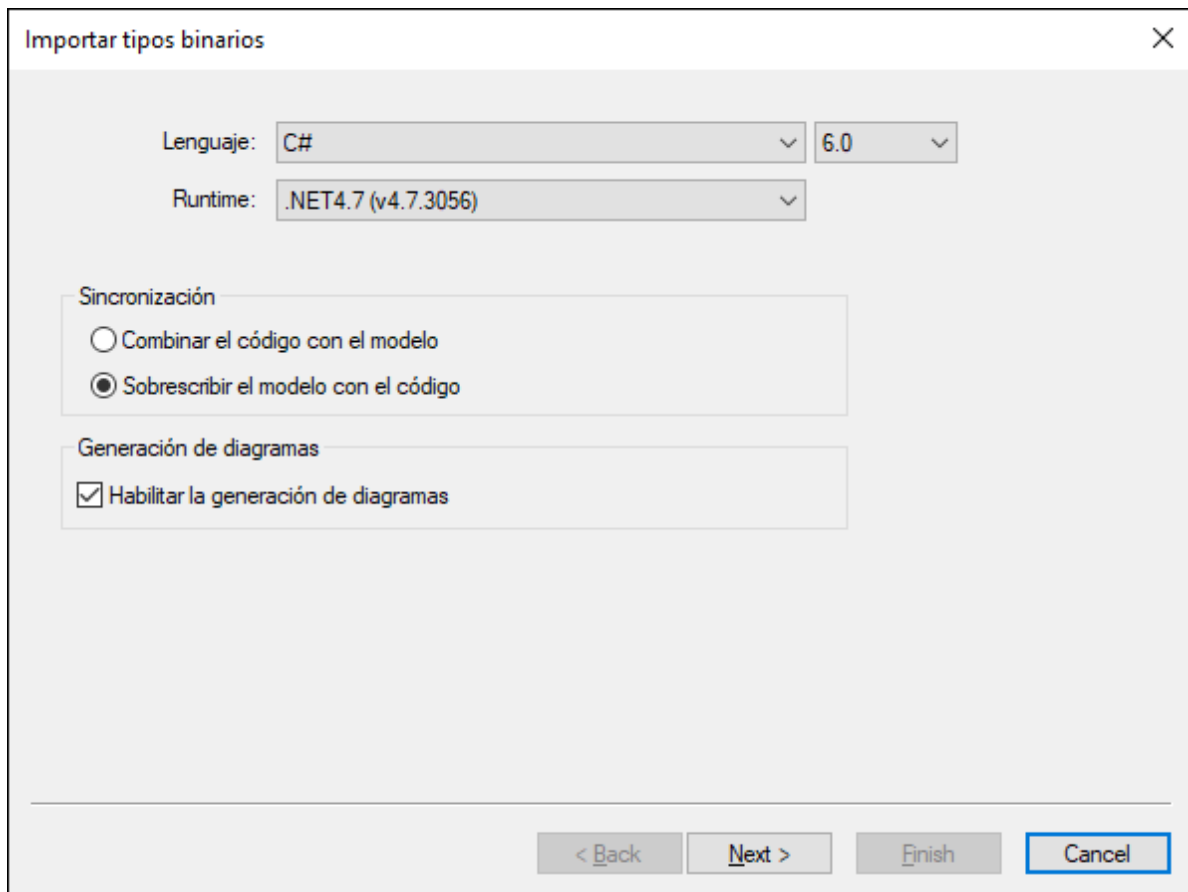 Importar tipos binarios
Lenguaje: C# 6.0
Runtime: .NET4.7 (v4.7.3056)
Sincronización
Combinar el código con el modelo
Sobrescribir el modelo con el código
Generación de diagramas
Habilitar la generación de diagramas
< Back Next > Finish Cancel